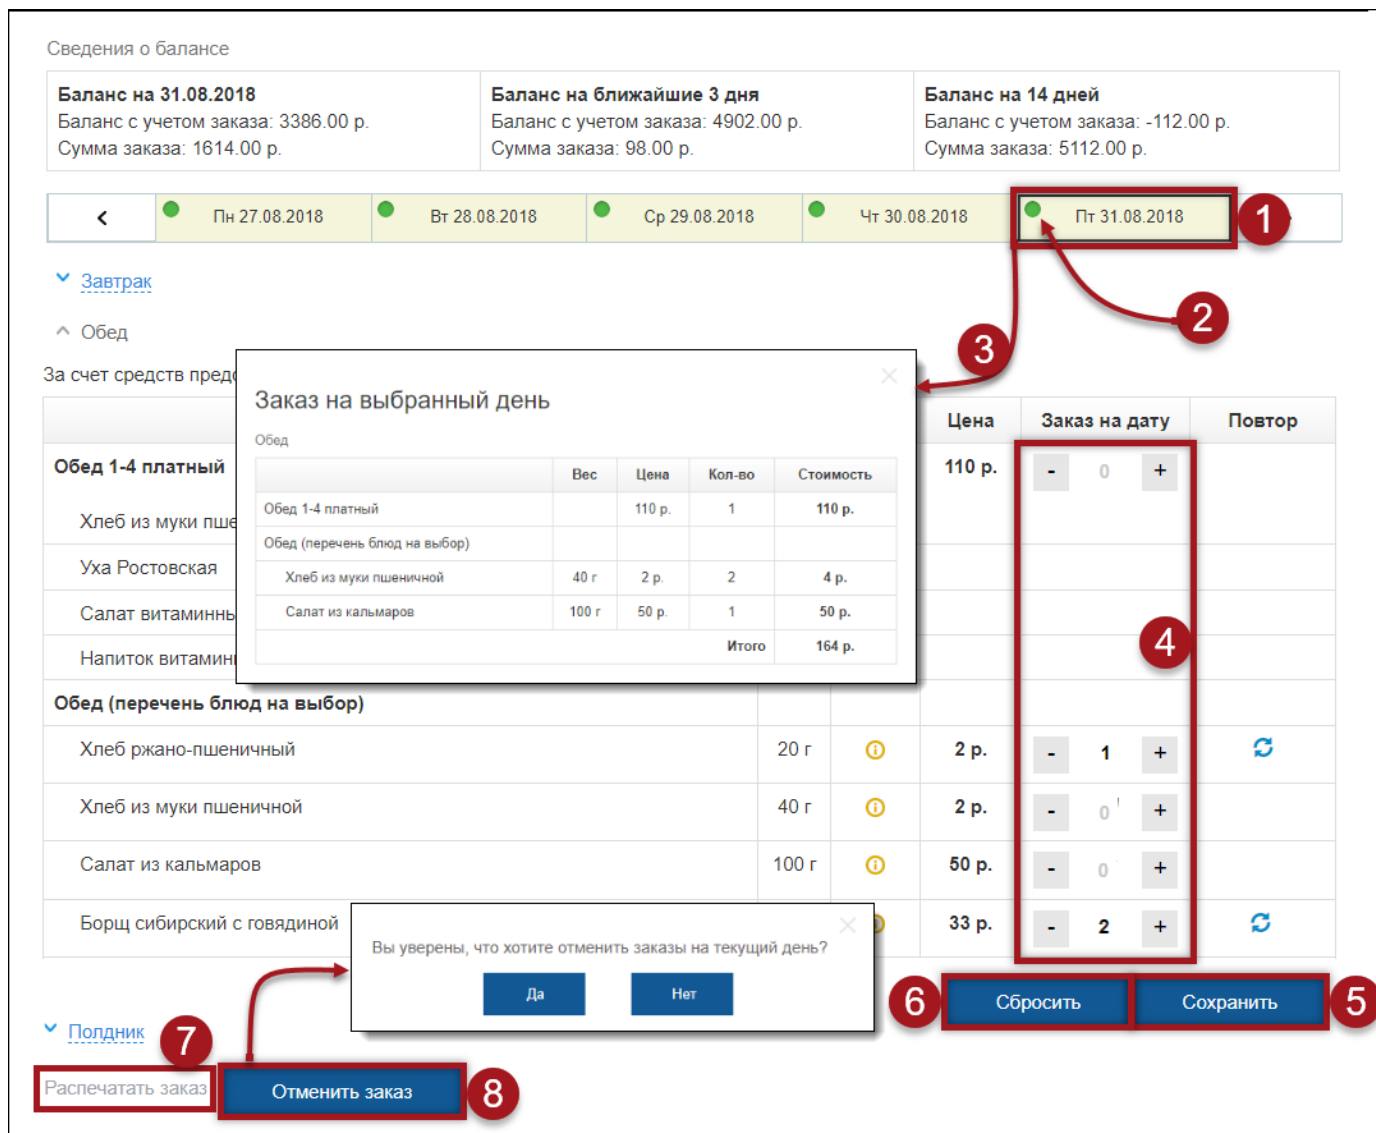 Сведения о балансе
Баланс на 31.08.2018
Баланс с учетом заказа: 3386.00 р.
Сумма заказа: 1614.00 р.
Баланс на ближайшие 3 дня
Баланс с учетом заказа: 4902.00 р.
Сумма заказа: 98.00 р.
Баланс на 14 дней
Баланс с учетом заказа: -112.00 р.
Сумма заказа: 5112.00 р.
Пн 27.08.2018 Вт 28.08.2018 Ср 29.08.2018 Чт 30.08.2018 Пт 31.08.2018 1
2
Завтрак
Обед
3
За счет средств
Заказ на выбранный день
Обед
Вес Цена Кол-во Стоимость
Обед 1-4 платный 110 р. 1 110 р.
Обед (перечень блюд на выбор)
Хлеб из муки пшеничной 40 г 2 р. 2 4 р.
Салат из кальмаров 100 г 50 р. 1 50 р.
Итого 164 р.
Цена Заказ на дату Повтор
Обед 1-4 платный 110 р. - 0 +
Хлеб из муки
Уха Ростовская
Салат
Напиток
4
Обед (перечень блюд на выбор)
Хлеб ржано-пшеничный 20 г 2 р. - 1 +
Хлеб из муки пшеничной 40 г 2 р. - 0 +
Салат из кальмаров 100 г 50 р. - 0 +
Борщ сибирский с говядиной 33 р. - 2 +
Вы уверены, что хотите отменить заказы на текущий день?
Да Нет
6 Сбросить Сохранить 5
Полдник
7
Распечатать заказ Отменить заказ 8